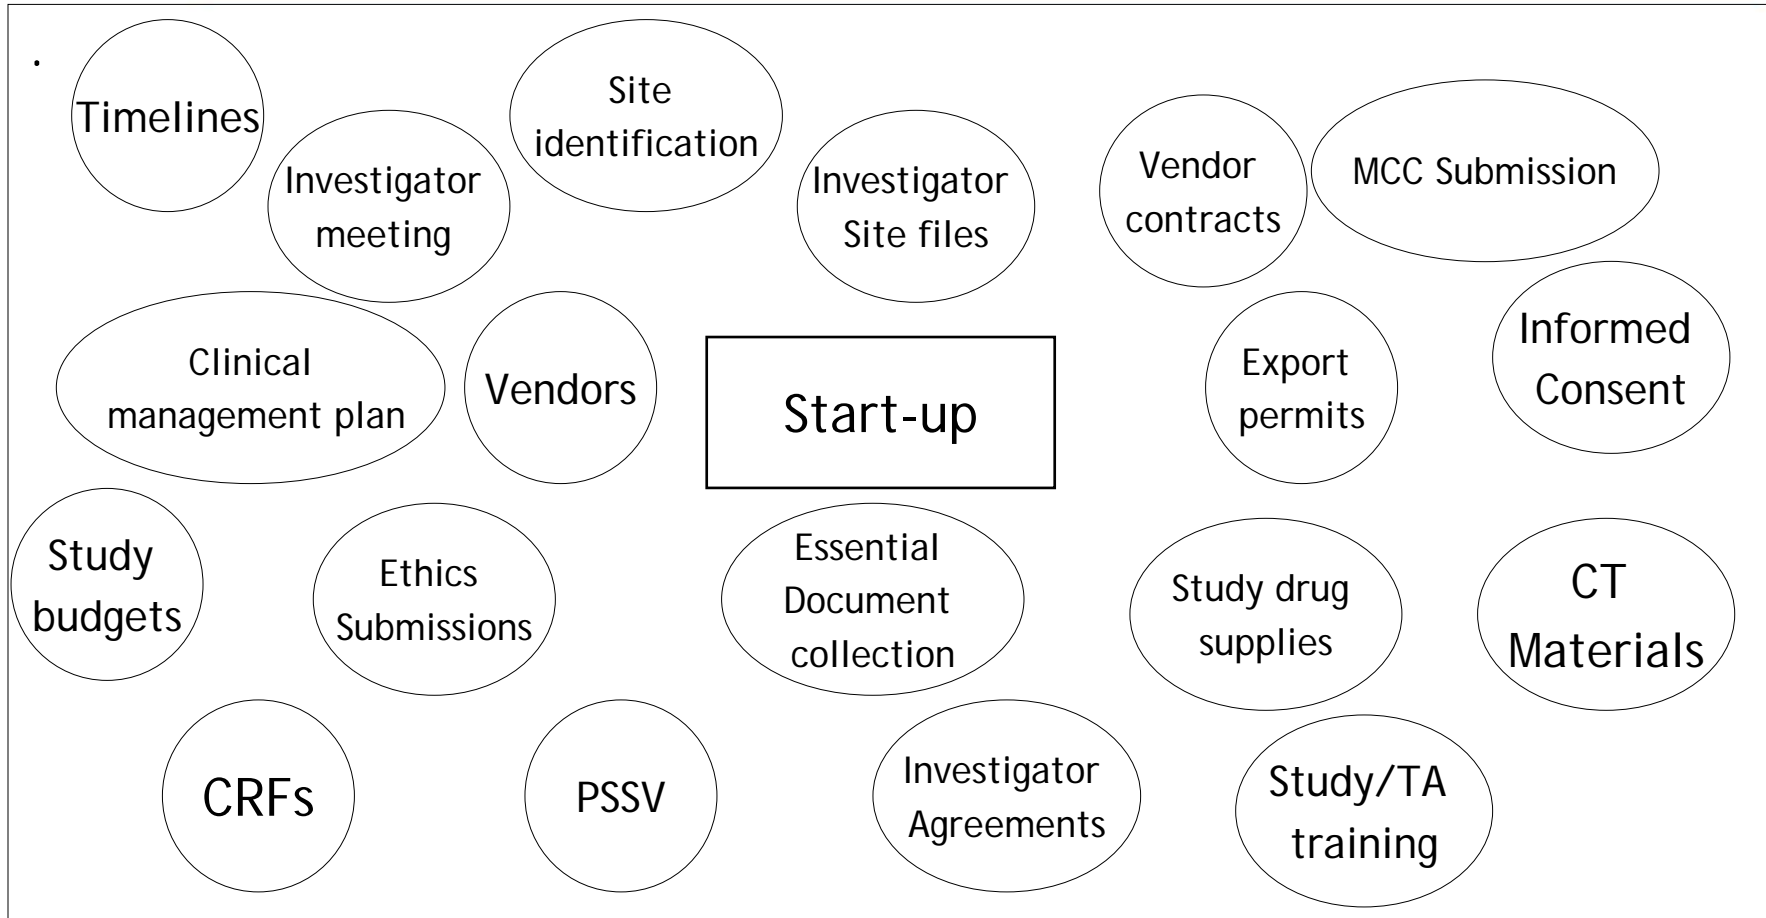 .
Timelines
Investigator
meeting
Site
identification
Investigator
Site files
Vendor
contracts
MCC Submission
Clinical
management plan
Vendors
Start-up
Export
permits
Informed
Consent
Study
budgets
Ethics
Submissions
Essential
Document
collection
Study drug
supplies
CT
Materials
CRFs
PSSV
Investigator
Agreements
Study/TA
training